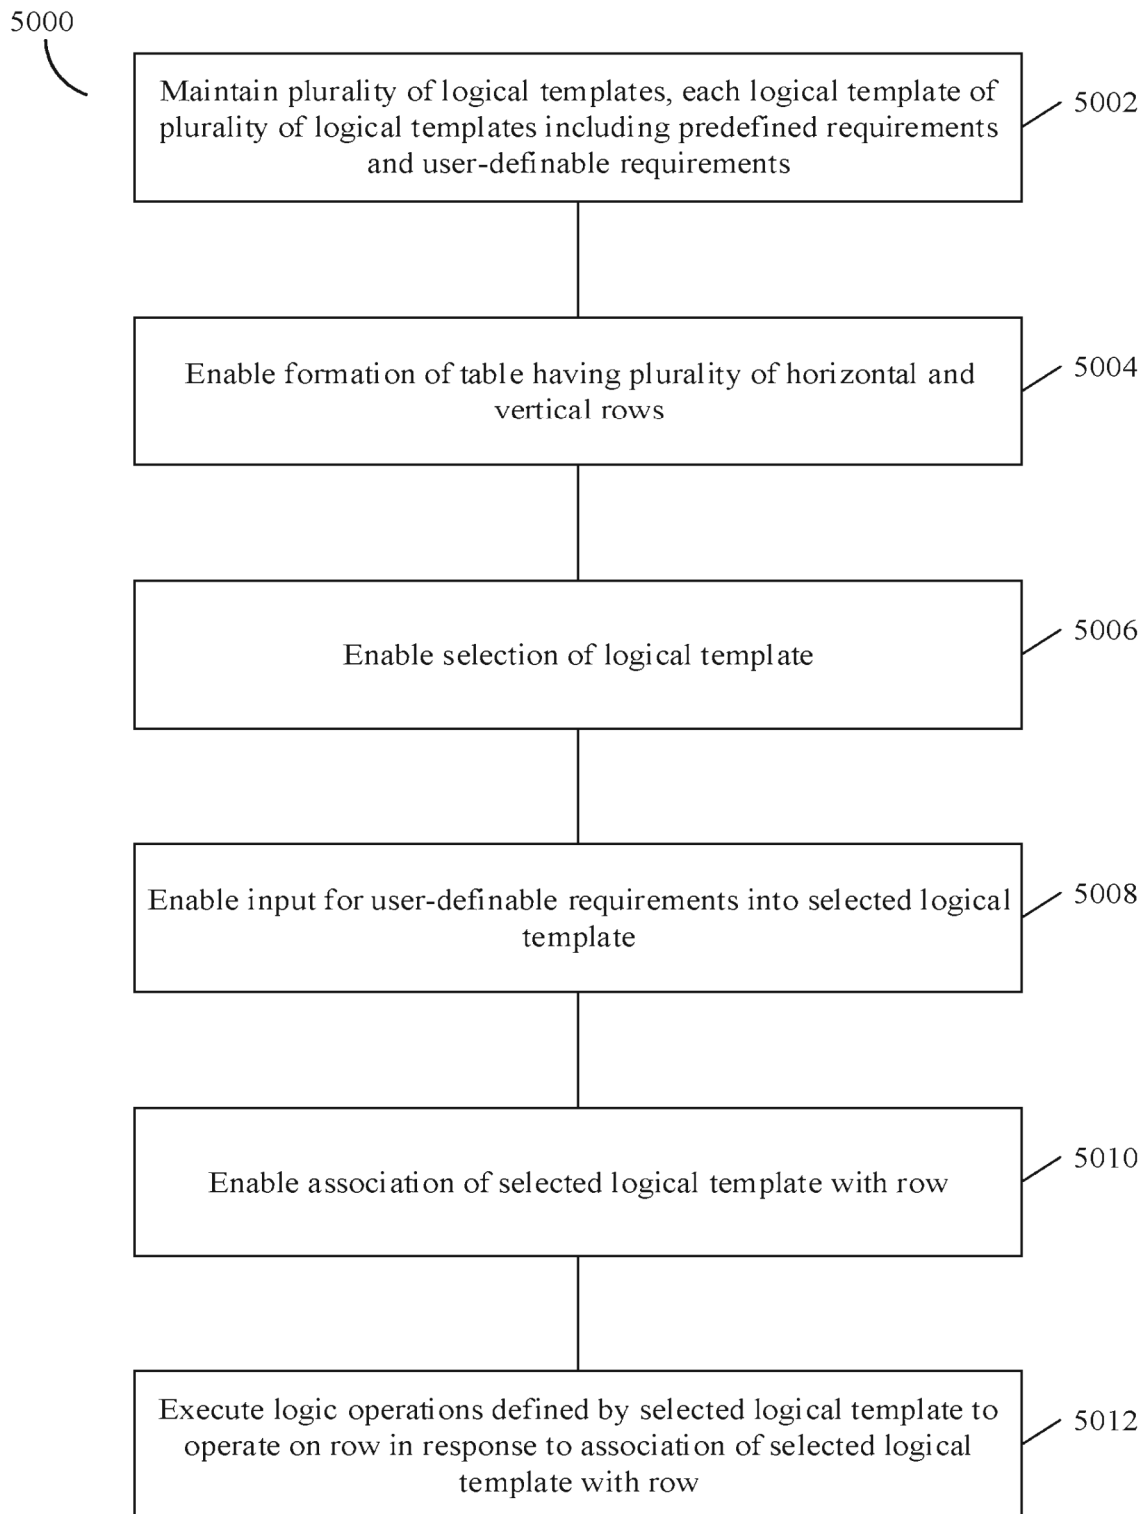 5000
Maintain plurality of logical templates, each logical template of
plurality of logical templates including predefined requirements
and user-definable requirements
5002
Enable formation of table having plurality of horizontal and
vertical rows
5004
Enable selection of logical template
5006
Enable input for user-definable requirements into selected logical
template
5008
Enable association of selected logical template with row
5010
Execute logic operations defined by selected logical template to
operate on row in response to association of selected logical
template with row
5012